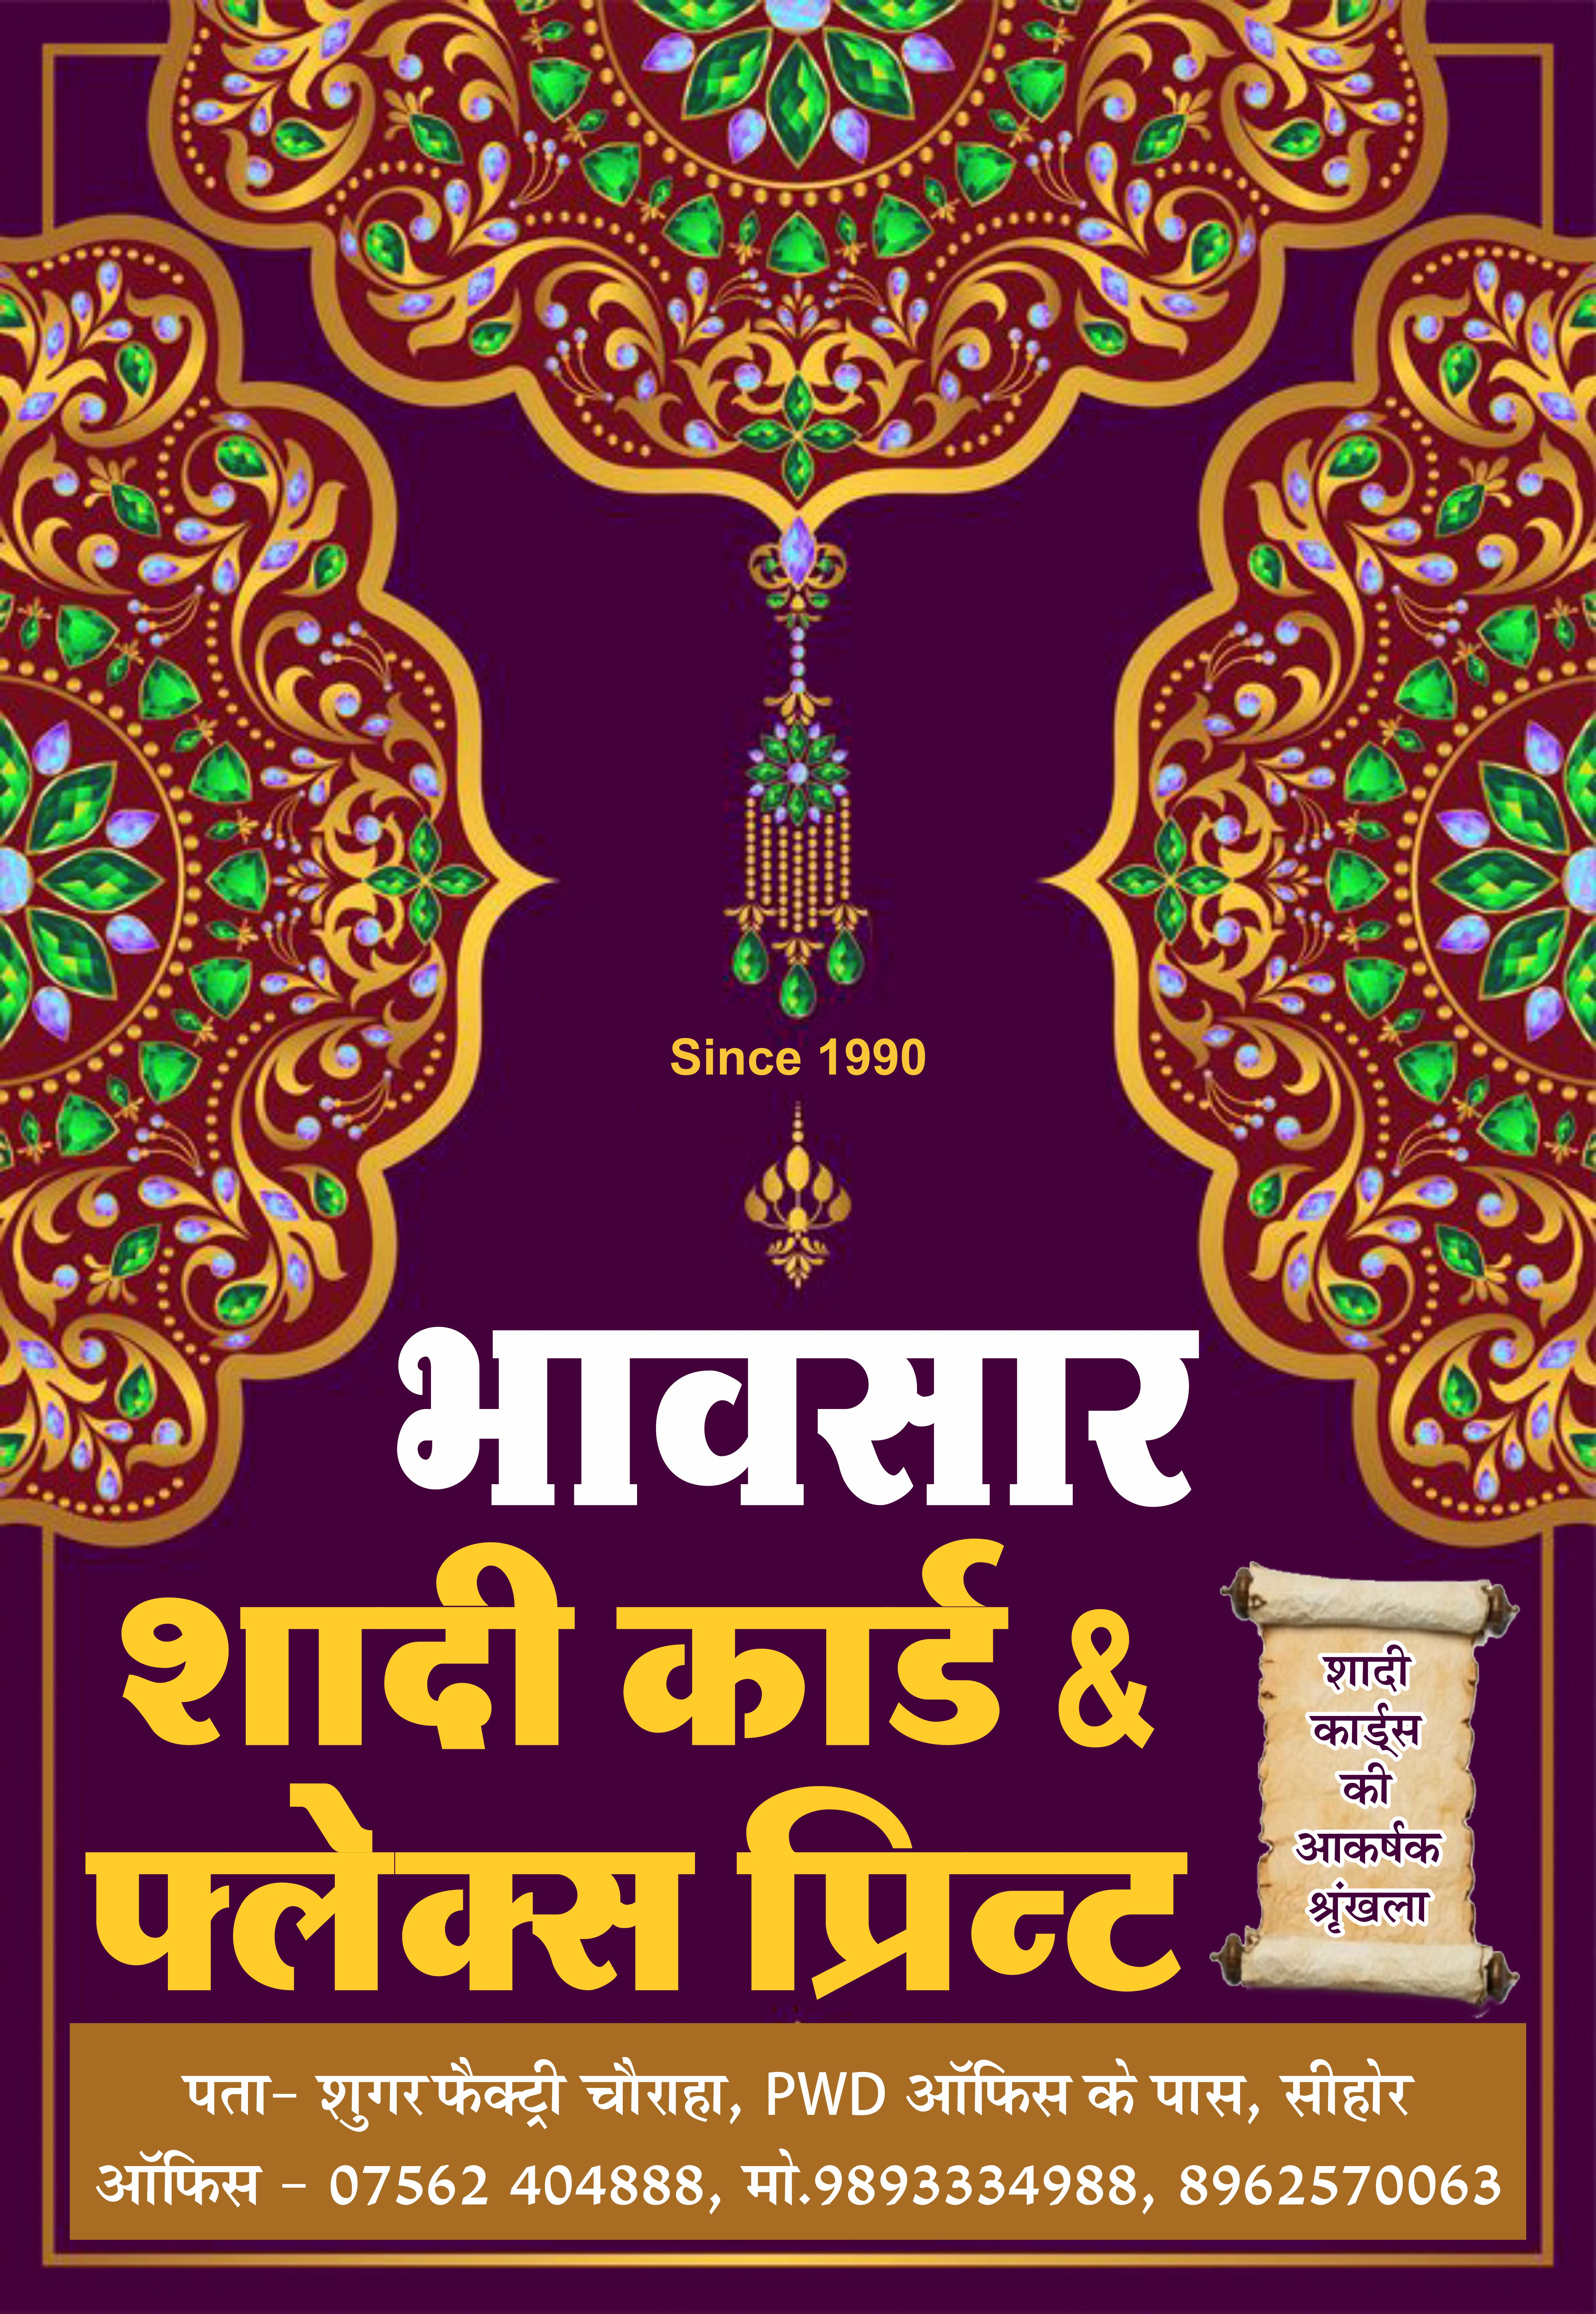 Since 1990
भावसार
शादी कार्ड &
फ्लेक्स प्रिन्ट
शादी
कार्ड्स
की
आकर्षक
श्रृंखला
पता- शुगर फैक्ट्री चौराहा, PWD ऑफिस के पास, सीहोर
ऑफिस - 07562 404888, मो.9893334988, 8962570063